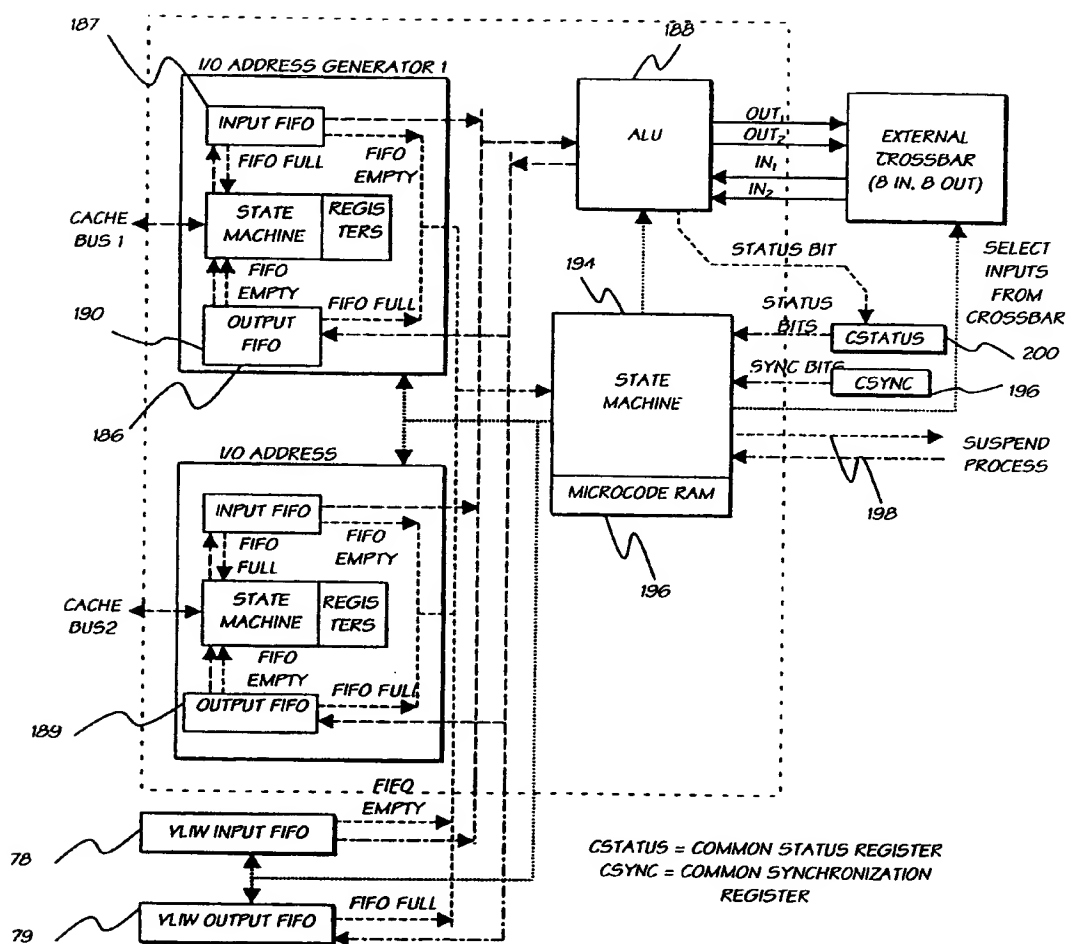 187
I/O ADDRESS GENERATOR 1
188
INPUT FIFO
FIFO FULL
FIFO
EMPTY
STATE
MACHINE
REGIS
TERS
CACHE
BUS 1
FIFO
EMPTY
FIFO FULL
190
OUTPUT
FIFO
186
ALU
OUT1
OUT2
IN1
IN2
EXTERNAL
CROSSBAR
(8 IN, 8 OUT)
STATUS BIT
SELECT
INPUTS
FROM
CROSSBAR
194
STATUS
BITS
CSTATUS
200
SYNC BITS
CSYNC
196
STATE
MACHINE
SUSPEND
PROCESS
198
MICROCODE RAM
196
I/O ADDRESS
INPUT FIFO
FIFO
FULL
FIFO
EMPTY
STATE
MACHINE
REGIS
TERS
CACHE
BUS2
FIFO
EMPTY
FIFO FULL
OUTPUT FIFO
189
FIFO
EMPTY
78
VLIW INPUT FIFO
FIFO FULL
79
VLIW OUTPUT FIFO
CSTATUS = COMMON STATUS REGISTER
CSYNC = COMMON SYNCHRONIZATION
REGISTER